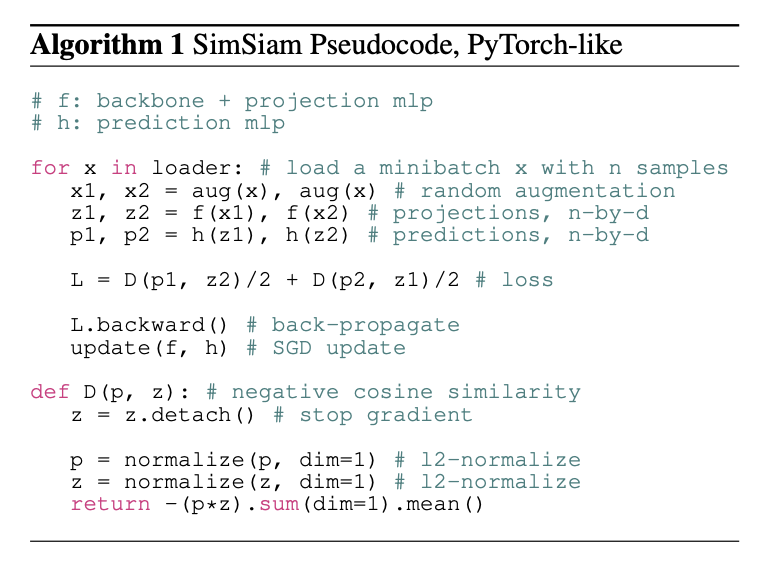 Algorithm 1 SimSiam Pseudocode, PyTorch-like
# f: backbone + projection mlp
# h: prediction mlp
for x in loader: # load a minibatch x with n samples
x1, x2 = aug(x), aug(x) # random augmentation
z1, z2 = f(x1), f(x2) # projections, n-by-d
p1, p2 = h(z1), h(z2) # predictions, n-by-d
L = D(p1, z2)/2 + D(p2, z1)/2 # loss
L.backward() # back-propagate
update(f, h) # SGD update
def D(p, z): # negative cosine similarity
z = z.detach() # stop gradient
p = normalize(p, dim=1) # l2-normalize
z = normalize(z, dim=1) # l2-normalize
return -(p*z).sum(dim=1).mean()